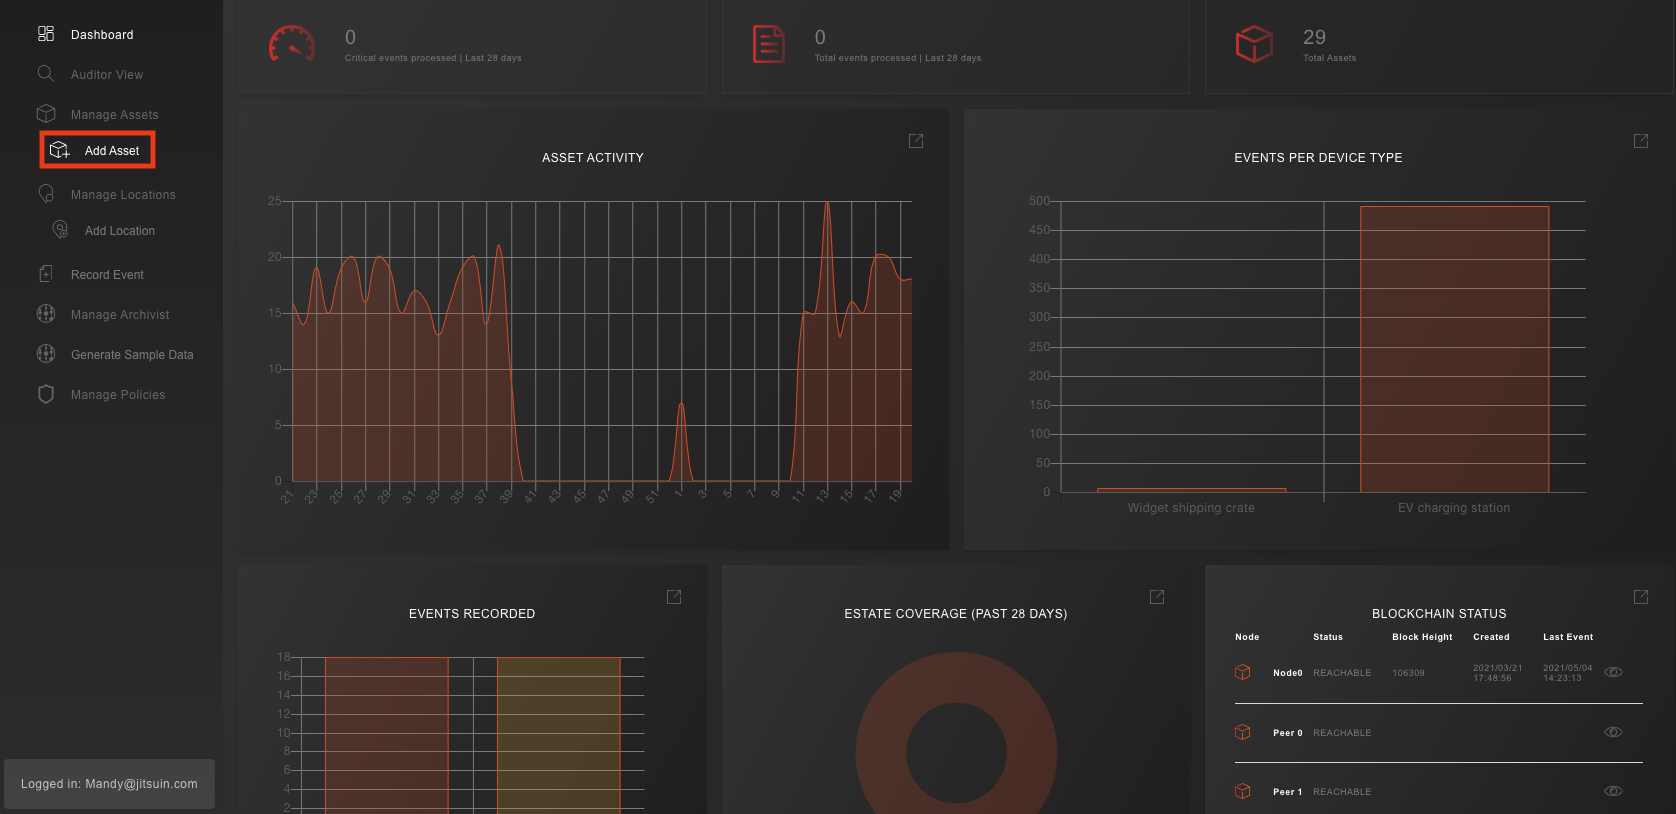 Dashboard
Auditor View
Manage Assets
Add Asset
Manage Locations
Add Location
Record Event
Manage Archivist
Generate Sample Data
Manage Policies
Logged in: Mandy@jitsuin.com
0
Critical events processed | Last 28 days
0
Total events processed | Last 28 days
29
Total Assets
ASSET ACTIVITY
25
20
15
10
5
0
21 23 25 27 29 31 33 35 37 39 41 43 45 47 49 51 1 3 5 7 9 11 13 15 17 19
EVENTS PER DEVICE TYPE
500
450
400
350
300
250
200
150
100
50
0
Widget shipping crate EV charging station
EVENTS RECORDED
18
16
14
12
10
8
6
4
2
ESTATE COVERAGE (PAST 28 DAYS)
BLOCKCHAIN STATUS
Node Status Block Height Created Last Event
Node0 REACHABLE 106309 2021/03/21 17:48:56 2021/05/04 14:23:13
Peer 0 REACHABLE
Peer 1 REACHABLE